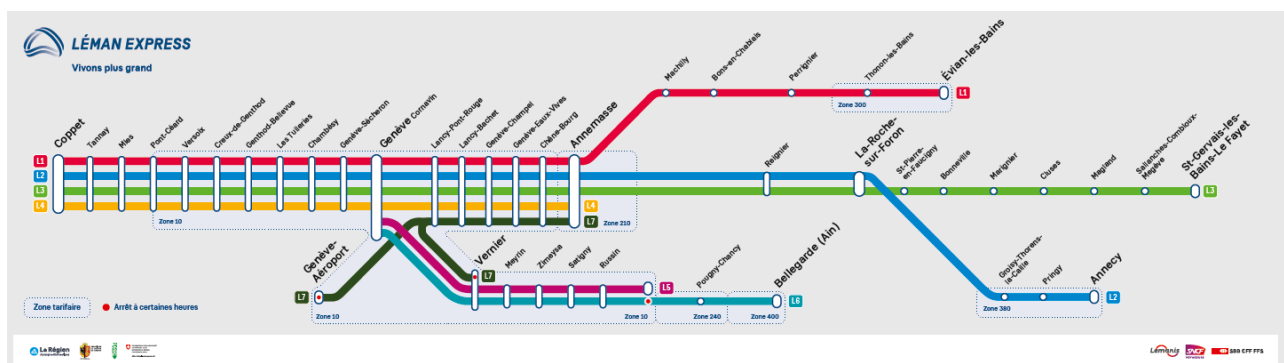 LÉMAN EXPRESS
Vivons plus grand
Coppet
Tannay
Mies
Pont-Céard
Versoix
Creux-de-Genthod
Genthod-Bellevue
Les Tuileries
Chambésy
Genève-Sécheron
Genève Cornavin
Lancy-Pont-Rouge
Lancy-Bachet
Genève-Champel
Genève-Eaux-Vives
Chêne-Bourg
Annemasse
Machilly
Bons-en-Chablais
Perrignier
Thonon-les-Bains
Évian-les-Bains
L1
Zone 300
L1
L2
L3
L4
Reignier
La-Roche-
sur-Foron
St-Pierre-
en-Faucigny
Bonneville
Marignier
Cluses
Magland
Sallanches-Combloux-
Megève
St-Gervais-les-
Bains-Le Fayet
L3
L4
L7
Zone 10
Zone 210
Genève-
Aéroport
L7
Vernier
L7
Meyrin
Zimeysa
Satigny
Russin
L5
Pougny-Chancy
Bellegarde (Ain)
L6
Groisy-Thorens-
la-Caille
Pringy
Annecy
L2
Zone 380
Zone 10
Zone 10
Zone 240
Zone 400
Zone tarifaire
Arrêt à certaines heures
La Région
Lémanis
SNCF
SBB CFF FFS